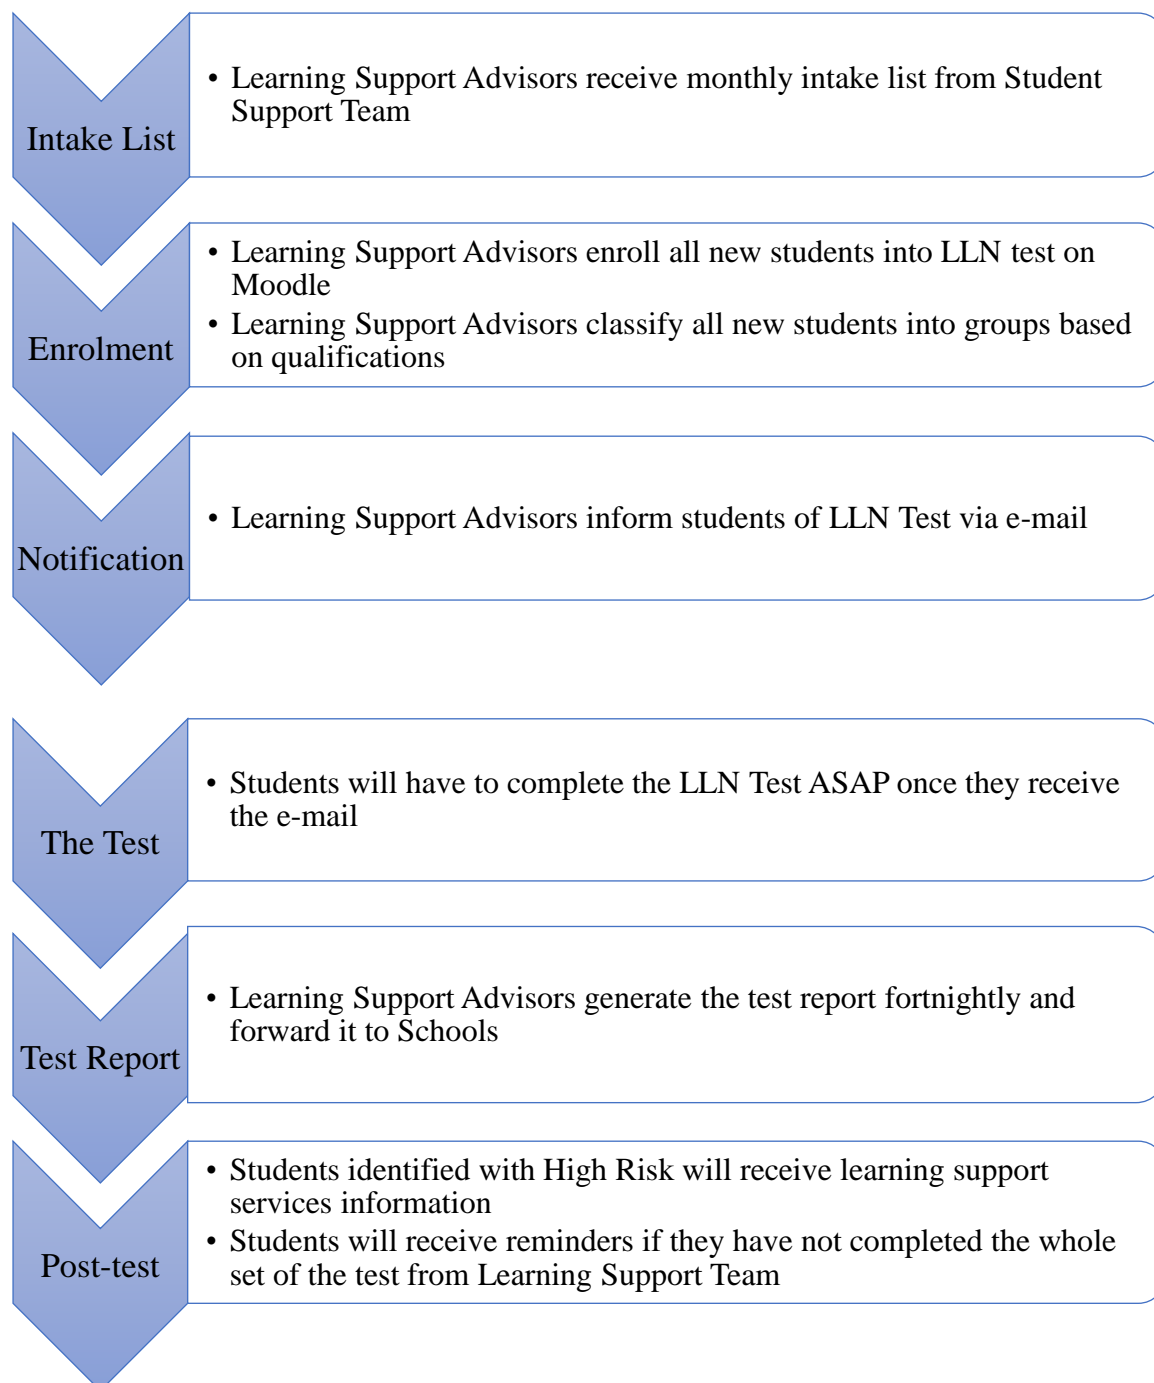 Intake List
• Learning Support Advisors receive monthly intake list from Student
Support Team
Enrolment
• Learning Support Advisors enroll all new students into LLN test on
Moodle
• Learning Support Advisors classify all new students into groups based
on qualifications
Notification
• Learning Support Advisors inform students of LLN Test via e-mail
The Test
• Students will have to complete the LLN Test ASAP once they receive
the e-mail
Test Report
• Learning Support Advisors generate the test report fortnightly and
forward it to Schools
Post-test
• Students identified with High Risk will receive learning support
services information
• Students will receive reminders if they have not completed the whole
set of the test from Learning Support Team